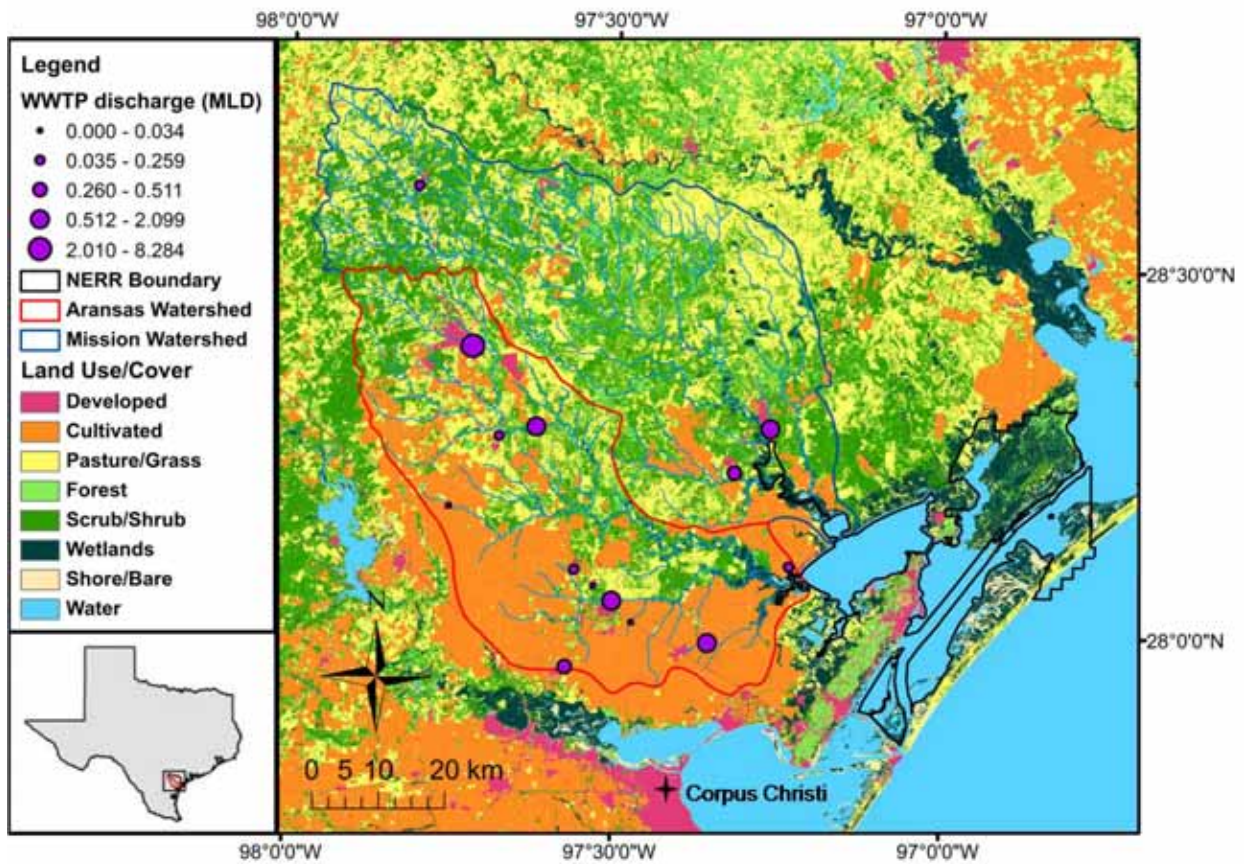 98°0'0"W 97°30'0"W 97°0'0"W
Legend
WWTP discharge (MLD)
0.000 - 0.034
0.035 - 0.259
0.260 - 0.511
0.512 - 2.099
2.010 - 8.284
NERR Boundary
Aransas Watershed
Mission Watershed
Land Use/Cover
Developed
Cultivated
Pasture/Grass
Forest
Scrub/Shrub
Wetlands
Shore/Bare
Water
28°30'0"N
28°0'0"N
N
0 5 10 20 km
Corpus Christi
98°0'0"W 97°30'0"W 97°0'0"W